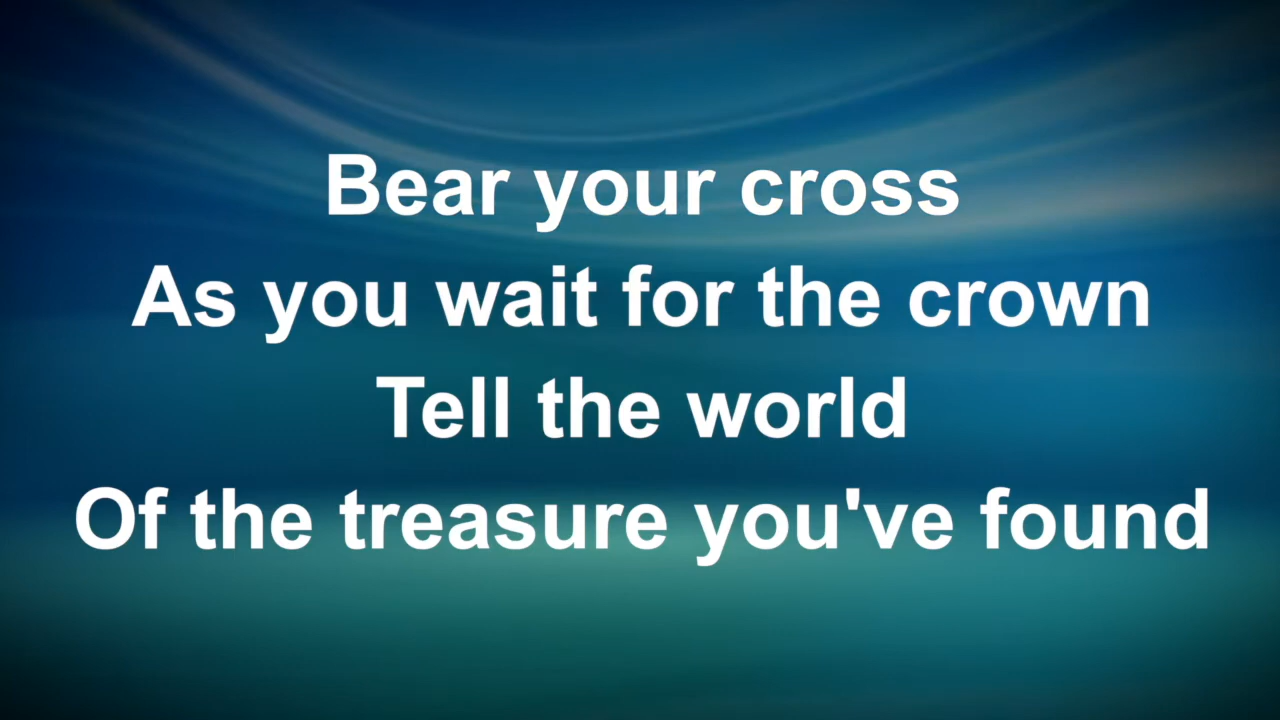 Bear your cross
As you wait for the crown
Tell the world
Of the treasure you've found